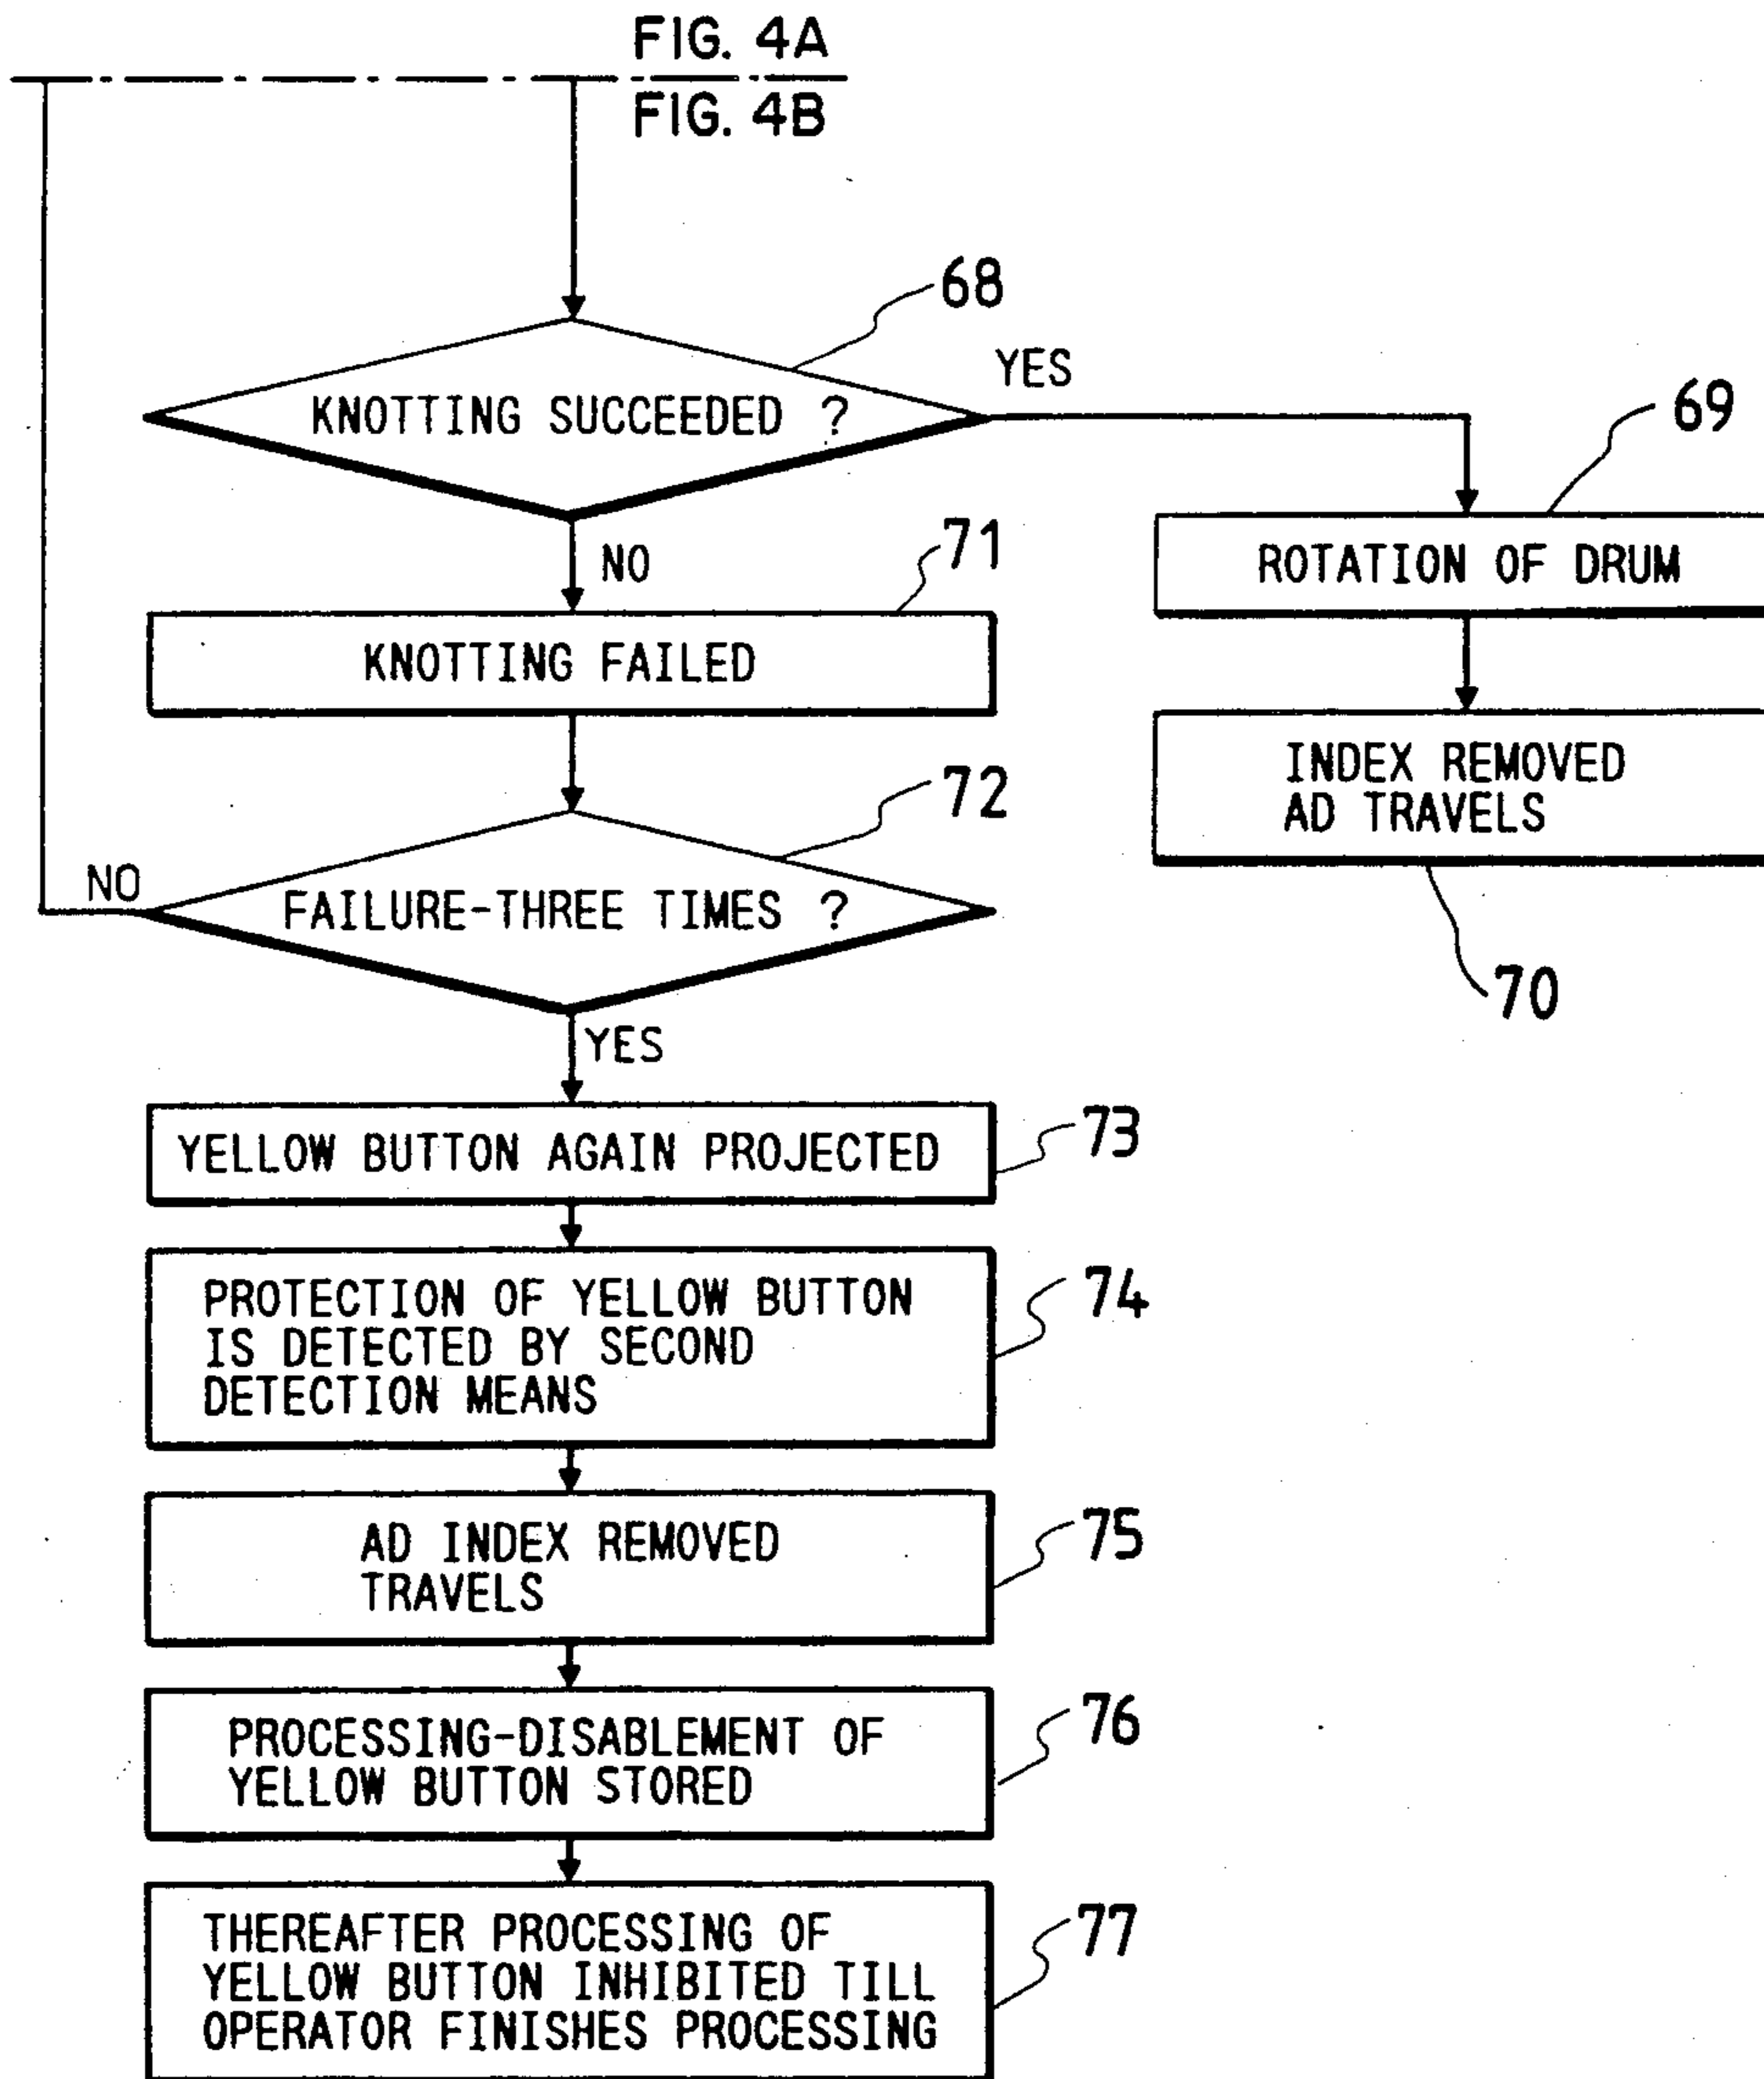 FIG. 4A
FIG. 4B
68
KNOTTING SUCCEEDED ?
YES
69
ROTATION OF DRUM
NO
71
KNOTTING FAILED
INDEX REMOVED
AD TRAVELS
70
72
FAILURE-THREE TIMES ?
NO
YES
YELLOW BUTTON AGAIN PROJECTED
73
PROTECTION OF YELLOW BUTTON
IS DETECTED BY SECOND
DETECTION MEANS
74
AD INDEX REMOVED
TRAVELS
75
PROCESSING-DISABLEMENT OF
YELLOW BUTTON STORED
76
THEREAFTER PROCESSING OF
YELLOW BUTTON INHIBITED TILL
OPERATOR FINISHES PROCESSING
77